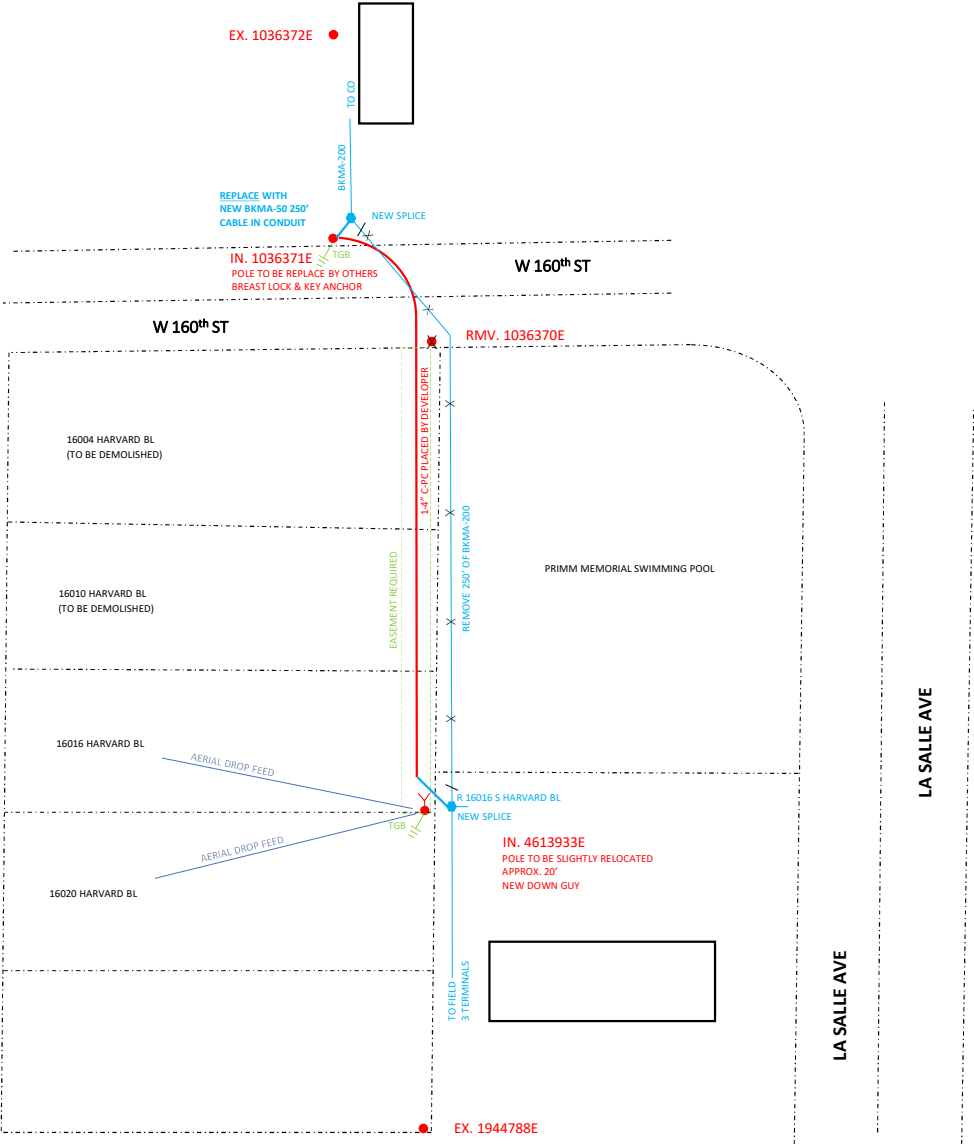 EX. 1036372E
TO CO
BKMA-200
REPLACE WITH
NEW BKMA-50 250'
CABLE IN CONDUIT
NEW SPLICE
TGB
IN. 1036371E
POLE TO BE REPLACE BY OTHERS
BREAST LOCK & KEY ANCHOR
W 160th ST
W 160th ST
RMV. 1036370E
1-4" C-PC PLACED BY DEVELOPER
16004 HARVARD BL
(TO BE DEMOLISHED)
REMOVE 250' OF BKMA-200
EASEMENT REQUIRED
PRIMM MEMORIAL SWIMMING POOL
16010 HARVARD BL
(TO BE DEMOLISHED)
LA SALLE AVE
16016 HARVARD BL
AERIAL DROP FEED
R 16016 S HARVARD BL
NEW SPLICE
TGB
AERIAL DROP FEED
IN. 4613933E
POLE TO BE SLIGHTLY RELOCATED
APPROX. 20'
NEW DOWN GUY
16020 HARVARD BL
TO FIELD
3 TERMINALS
LA SALLE AVE
EX. 1944788E